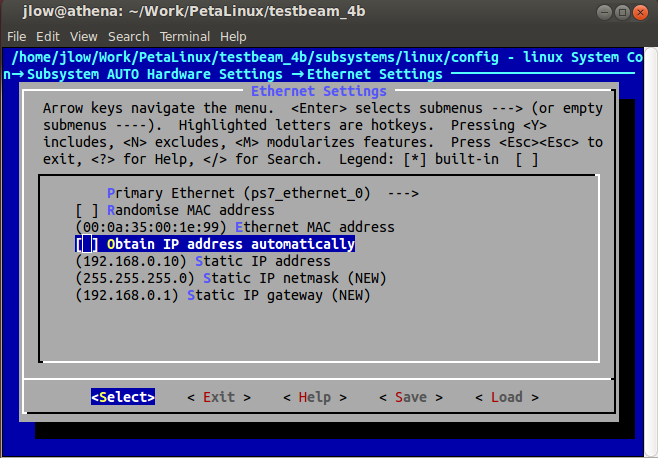 jlow@athena: ~/Work/PetaLinux/testbeam_4b
File Edit View Search Terminal Help
/home/jlow/Work/PetaLinux/testbeam_4b/subsystems/linux/config - linux System Co
n→Subsystem AUTO Hardware Settings →Ethernet Settings
Ethernet Settings
Arrow keys navigate the menu.  <Enter> selects submenus ---> (or empty
submenus ----).  Highlighted letters are hotkeys.  Pressing <Y>
includes, <N> excludes, <M> modularizes features.  Press <Esc><Esc> to
exit, <?> for Help, </> for Search.  Legend: [*] built-in  [ ]
Primary Ethernet (ps7_ethernet_0)  --->
[ ] Randomise MAC address
(00:0a:35:00:1e:99) Ethernet MAC address
[ ] Obtain IP address automatically
(192.168.0.10) Static IP address
(255.255.255.0) Static IP netmask (NEW)
(192.168.0.1) Static IP gateway (NEW)
<Select>    < Exit >    < Help >    < Save >    < Load >